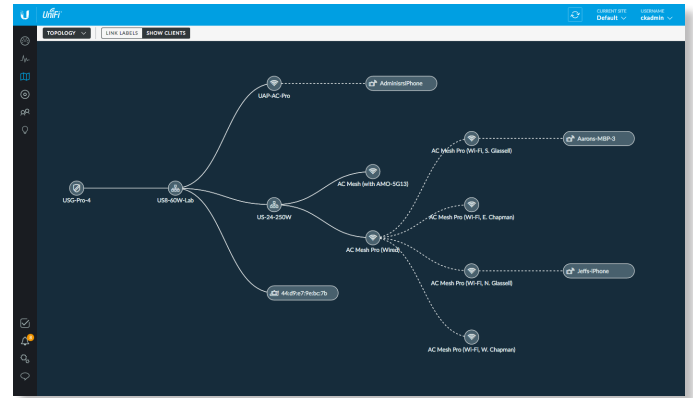 U UniFi
CURRENT SITE
Default
USERNAME
ckadmin
TOPOLOGY
LINK LABELS
SHOW CLIENTS
UAP-AC-Pro
AdminisrsiPhone
AC Mesh Pro (Wi-Fi, S. Glassell)
Aarons-MBP-3
AC Mesh (with AMO-5G13)
USG-Pro-4
US8-60W-Lab
US-24-250W
AC Mesh Pro (Wi-Fi, E. Chapman)
AC Mesh Pro (Wired)
AC Mesh Pro (Wi-Fi, N. Glassell)
Jeffs-iPhone
44:d9:e7:9e:bc:7b
AC Mesh Pro (Wi-Fi, W. Chapman)